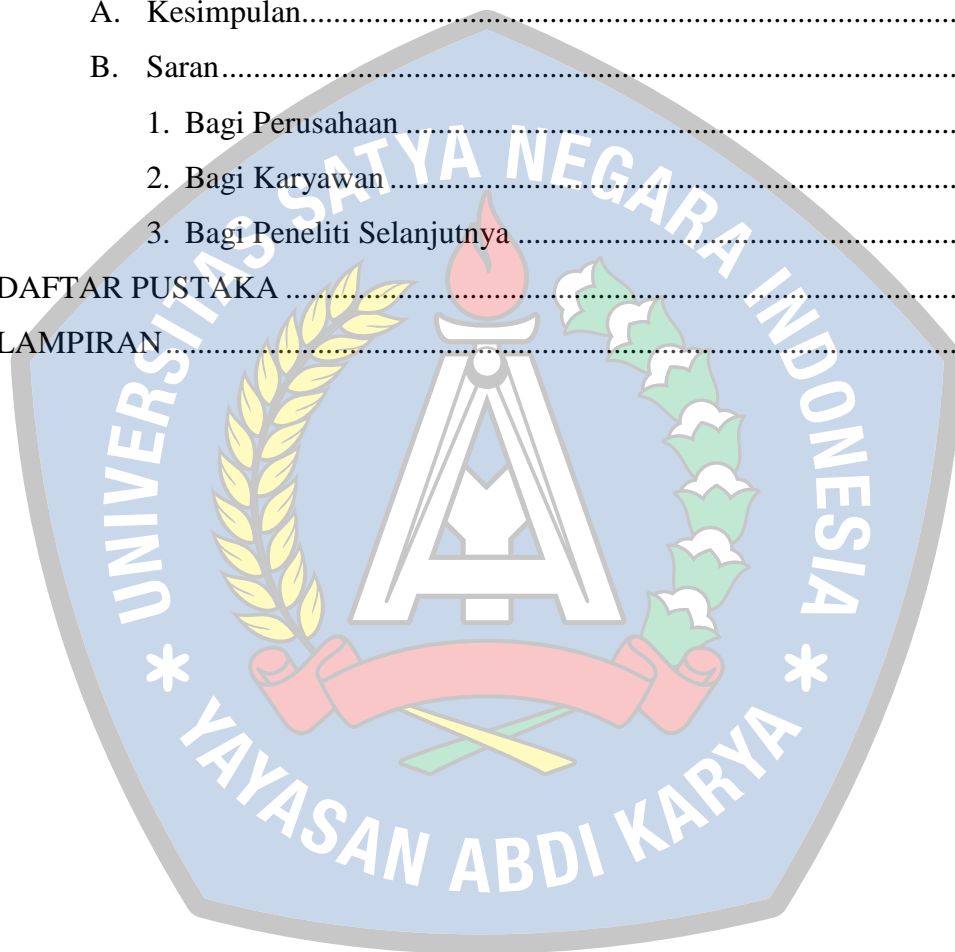 A. Kesimpulan
B. Saran
1. Bagi Perusahaan
2. Bagi Karyawan
3. Bagi Peneliti Selanjutnya
DAFTAR PUSTAKA
LAMPIRAN
UNIVERSITAS SATYA NEGARA INDONESIA
* YAYASAN ABDI KARYA *